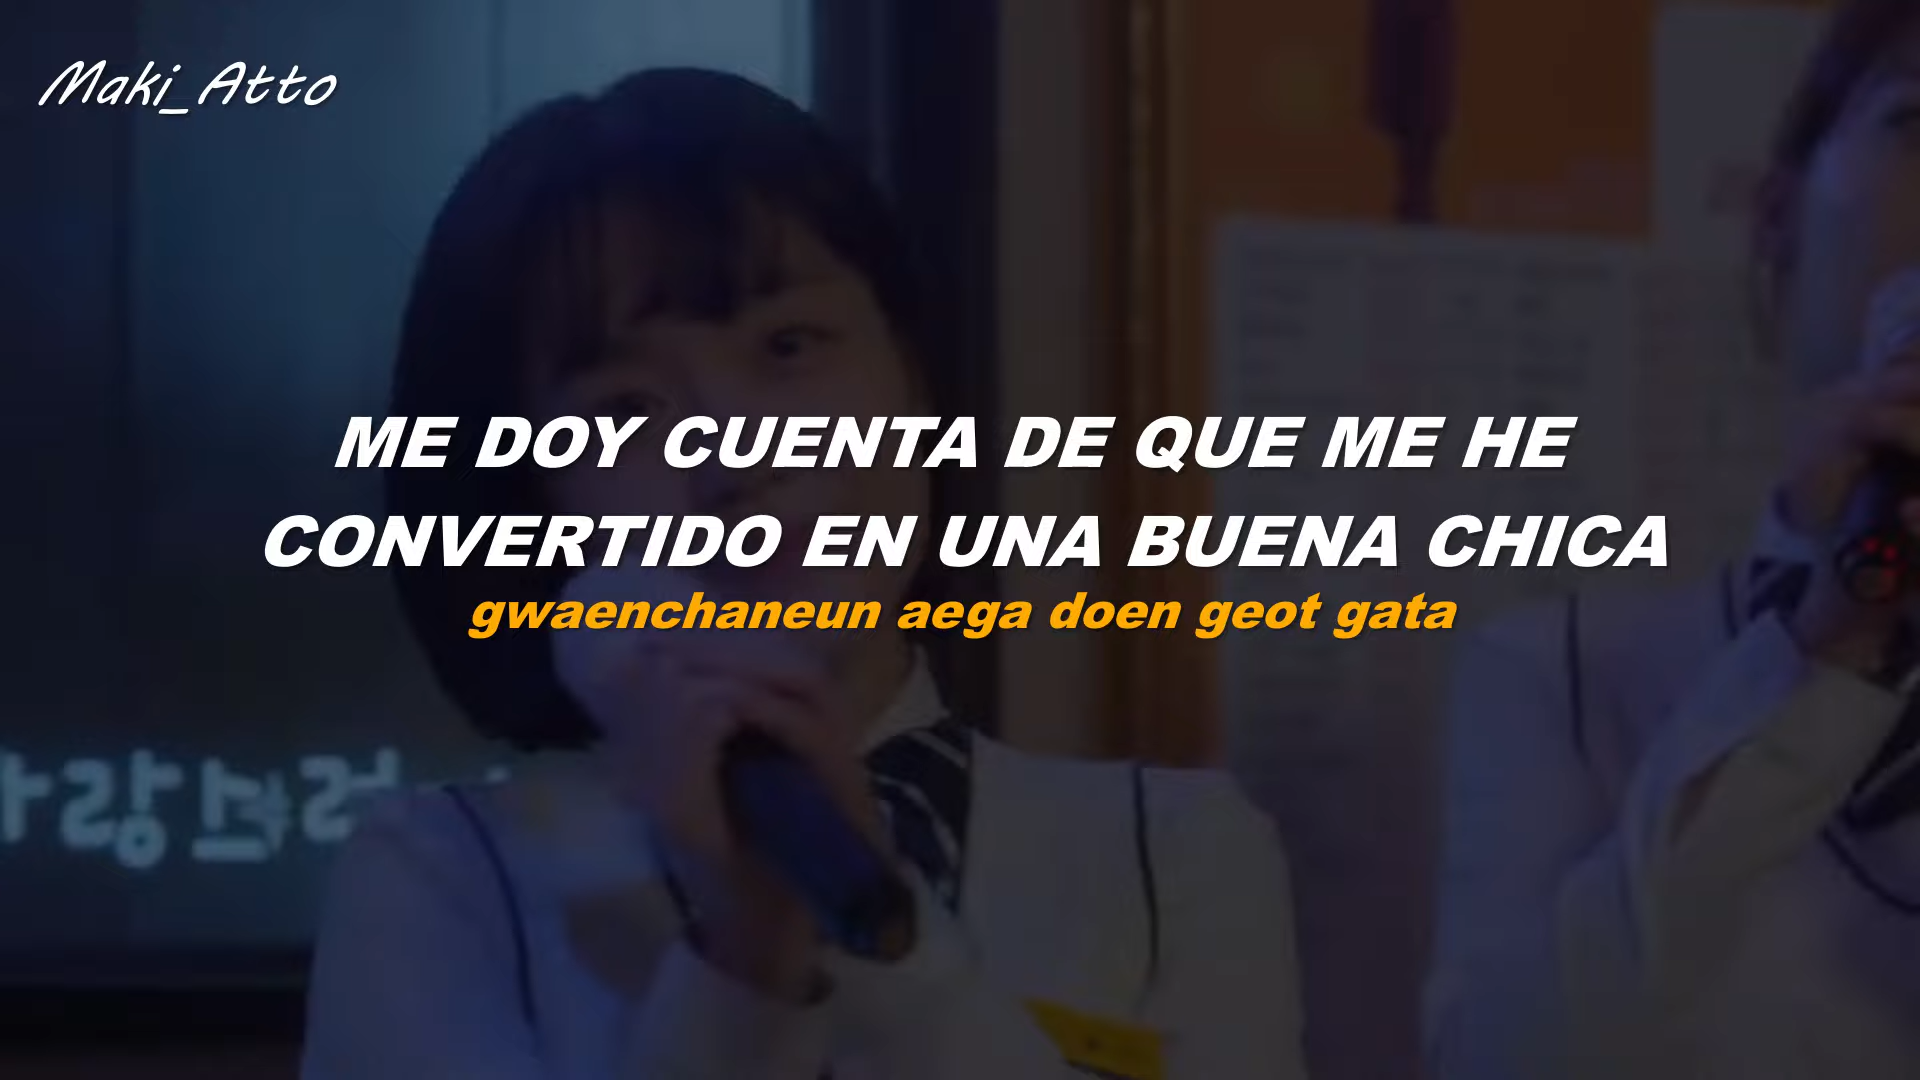 Maki_Atto
ME DOY CUENTA DE QUE ME HE
CONVERTIDO EN UNA BUENA CHICA
gwaenchaneun aega doen geot gata